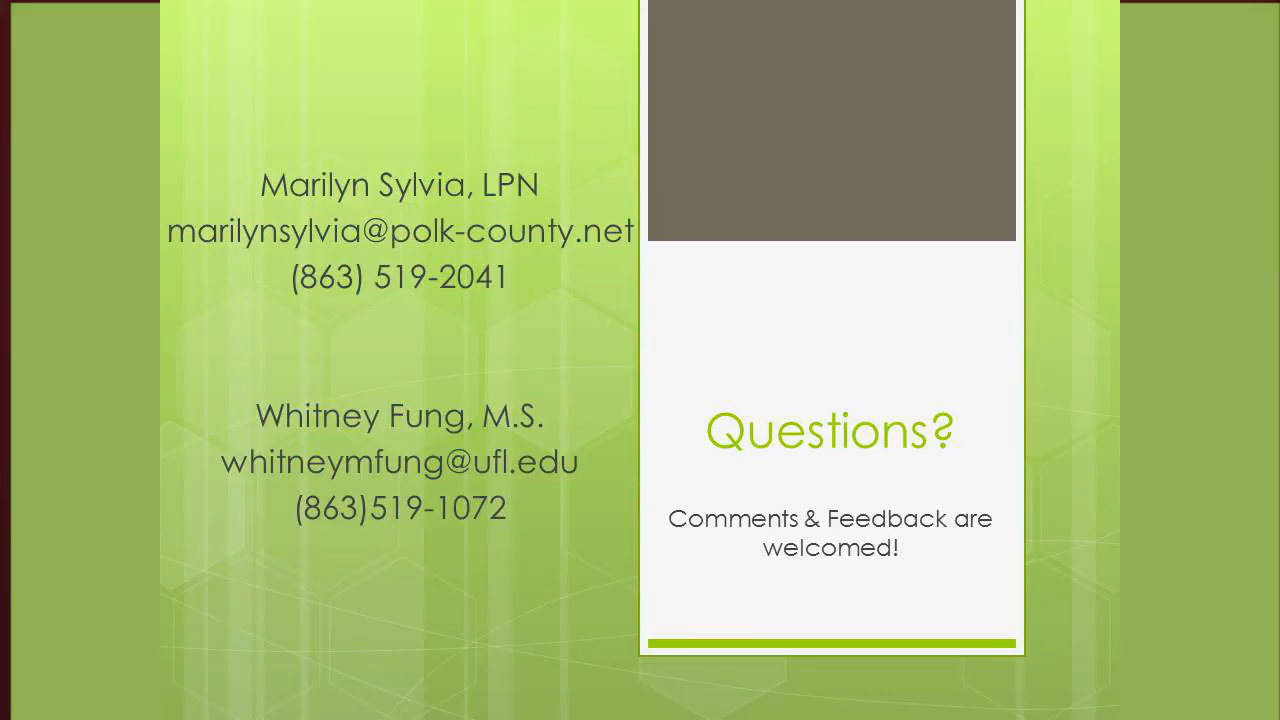 Marilyn Sylvia, LPN
marilynsylvia@polk-county.net
(863) 519-2041
Whitney Fung, M.S.
whitneymfung@ufl.edu
(863)519-1072
Questions?
Comments & Feedback are
welcomed!